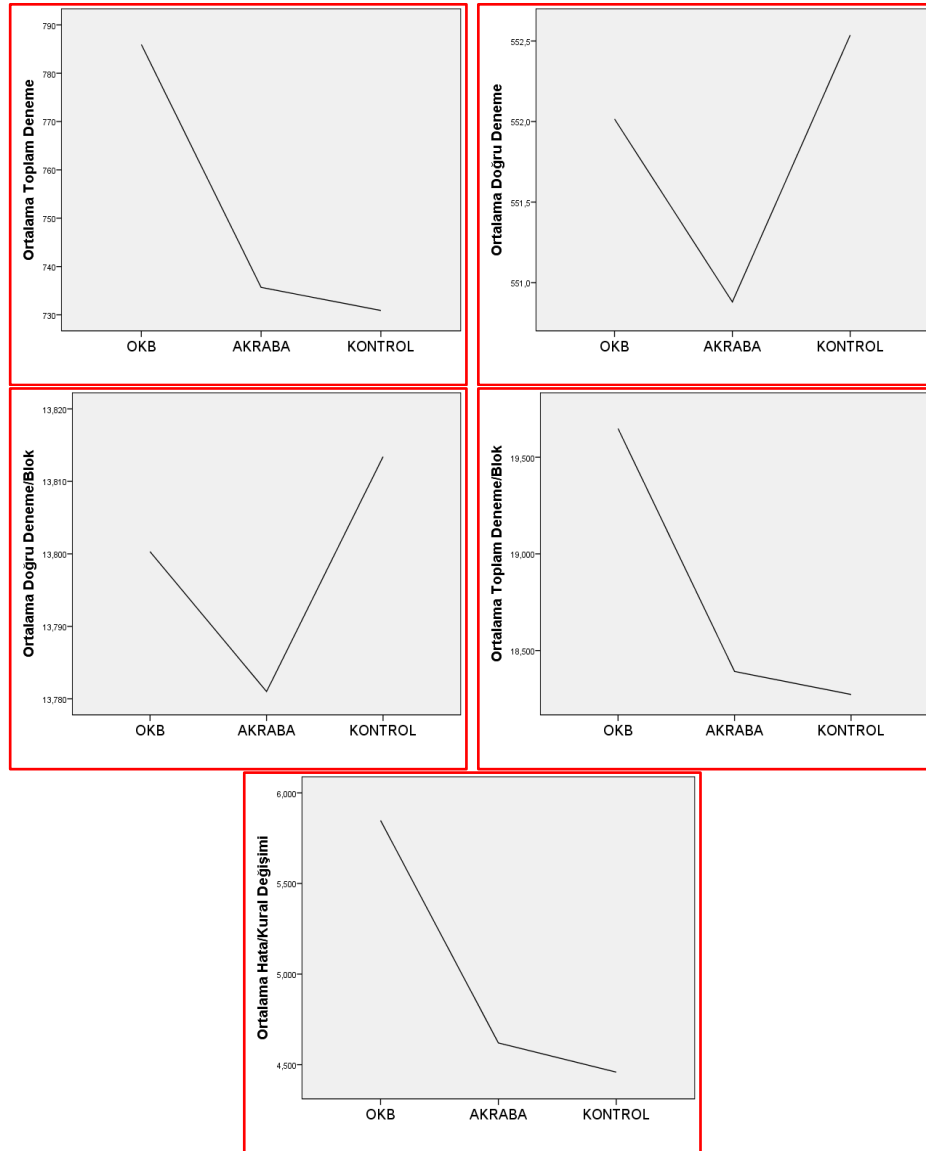 Ortalama Toplam Deneme
790
780
770
760
750
740
730
OKB AKRABA KONTROL
Ortalama Doğru Deneme
552,5
552,0
551,5
551,0
OKB AKRABA KONTROL
Ortalama Doğru Deneme/Blok
13,820
13,810
13,800
13,790
13,780
OKB AKRABA KONTROL
Ortalama Toplam Deneme/Blok
19,500
19,000
18,500
OKB AKRABA KONTROL
Ortalama Hata/Kural Değişimi
6,000
5,500
5,000
4,500
OKB AKRABA KONTROL